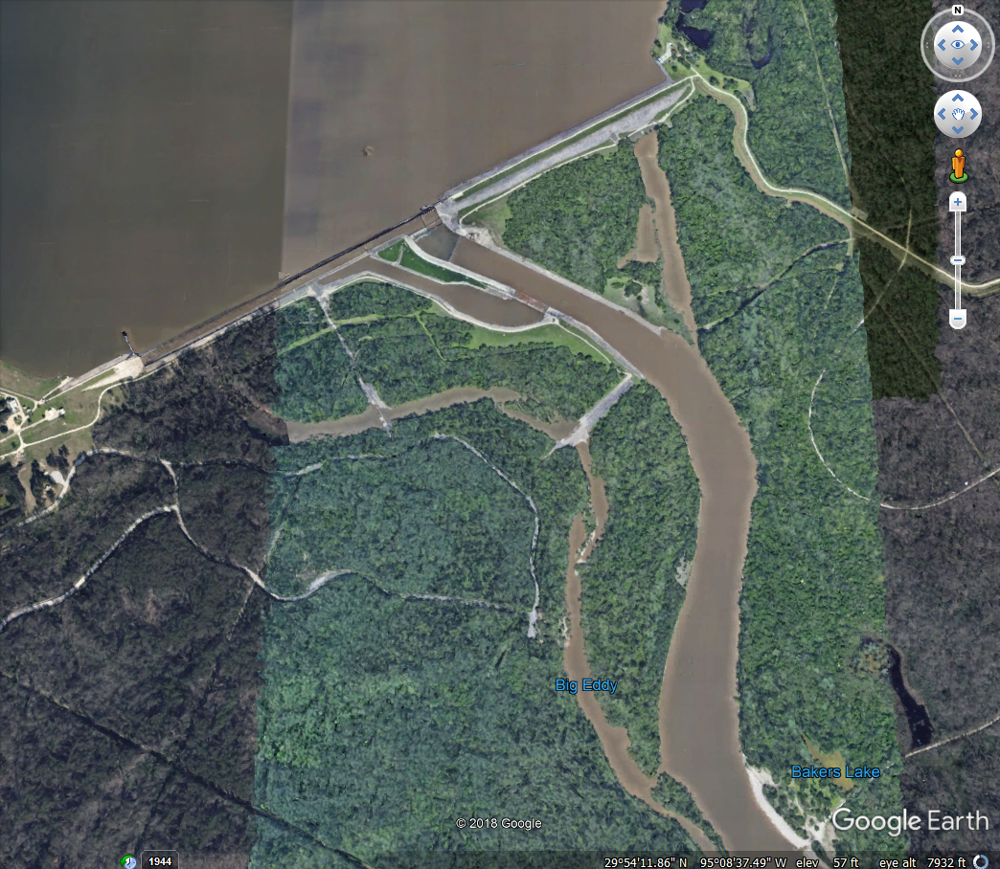 N
Big Eddy
Bakers Lake
© 2018 Google
Google Earth
1944
29°54'11.86" N 95°08'37.49" W elev 57 ft eye alt 7932 ft